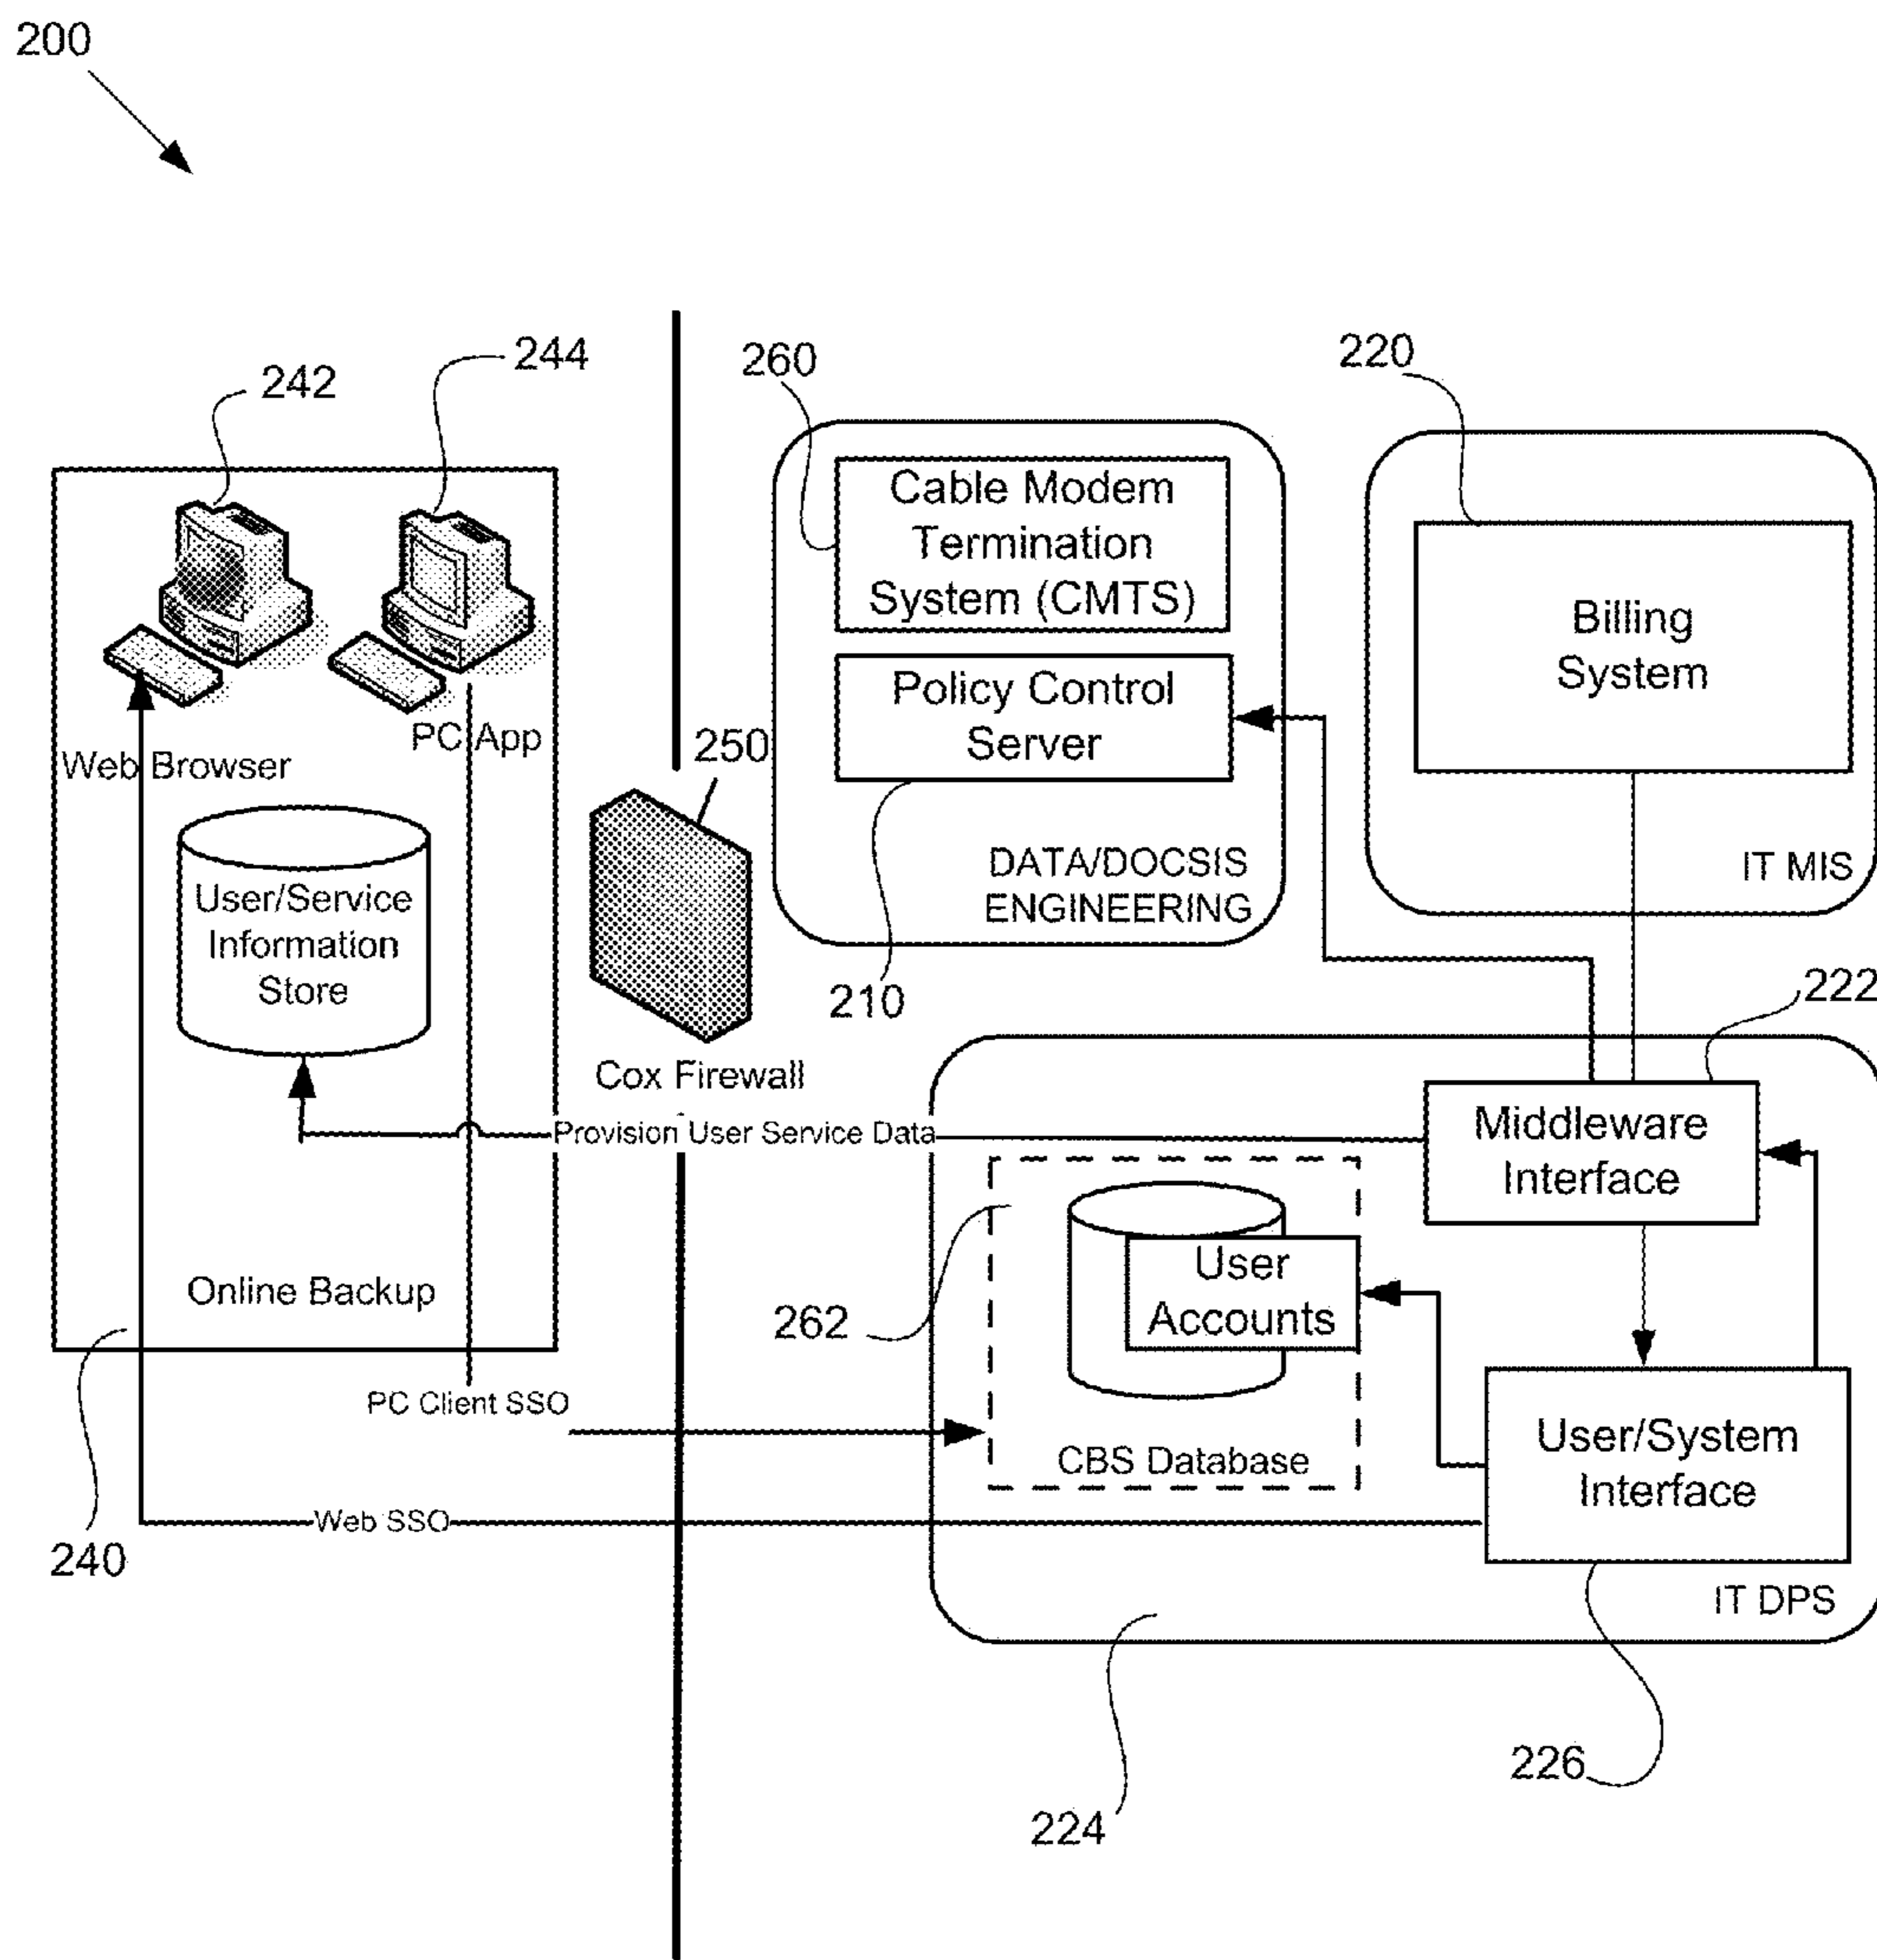 200
242
244
260
220
Cable Modem
Termination
System (CMTS)
Billing
System
Policy Control
Server
PC App
Web Browser
250
User/Service
Information
Store
DATA/DOCSIS
ENGINEERING
IT MIS
210
222
Cox Firewall
Provision User Service Data
Middleware
Interface
User
Accounts
262
Online Backup
PC Client SSO
CBS Database
User/System
Interface
Web SSO
240
IT DPS
226
224